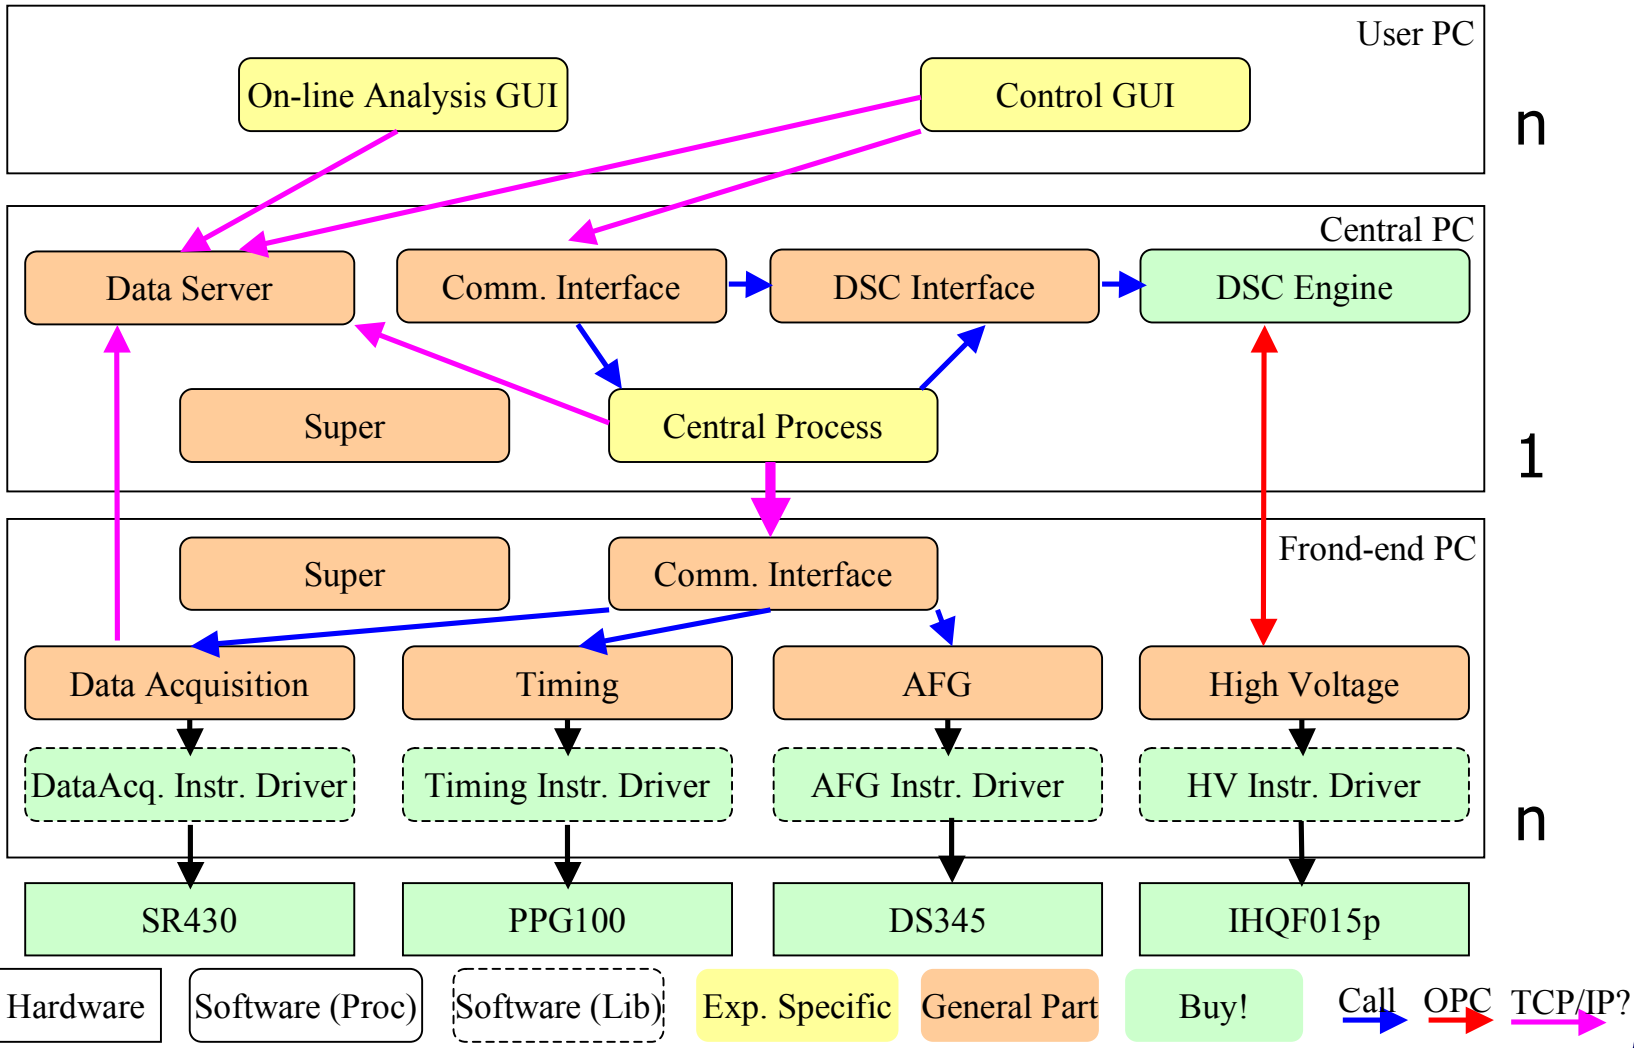 User PC
On-line Analysis GUI
Control GUI
n
Central PC
Data Server
Comm. Interface
DSC Interface
DSC Engine
Super
Central Process
1
Frond-end PC
Super
Comm. Interface
Data Acquisition
Timing
AFG
High Voltage
DataAcq. Instr. Driver
Timing Instr. Driver
AFG Instr. Driver
HV Instr. Driver
n
SR430
PPG100
DS345
IHQF015p
Hardware
Software (Proc)
Software (Lib)
Exp. Specific
General Part
Buy!
Call
OPC
TCP/IP?